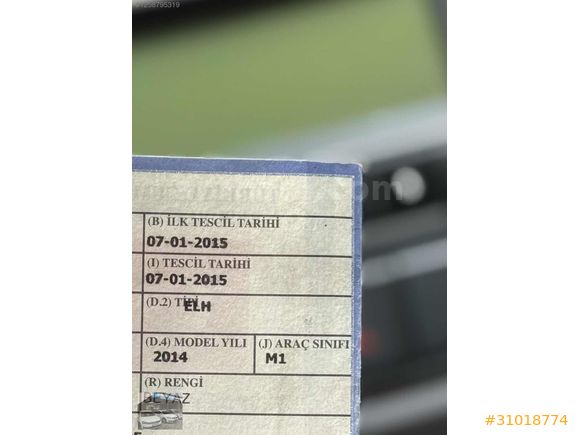 1258795319
(B) İLK TESCİL TARİHİ
07-01-2015
(I) TESCİL TARİHİ
07-01-2015
(D.2) TİPİ
ELH
(D.4) MODEL YILI (J) ARAÇ SINIFI
2014 M1
(R) RENGİ
BEYAZ
#31018774